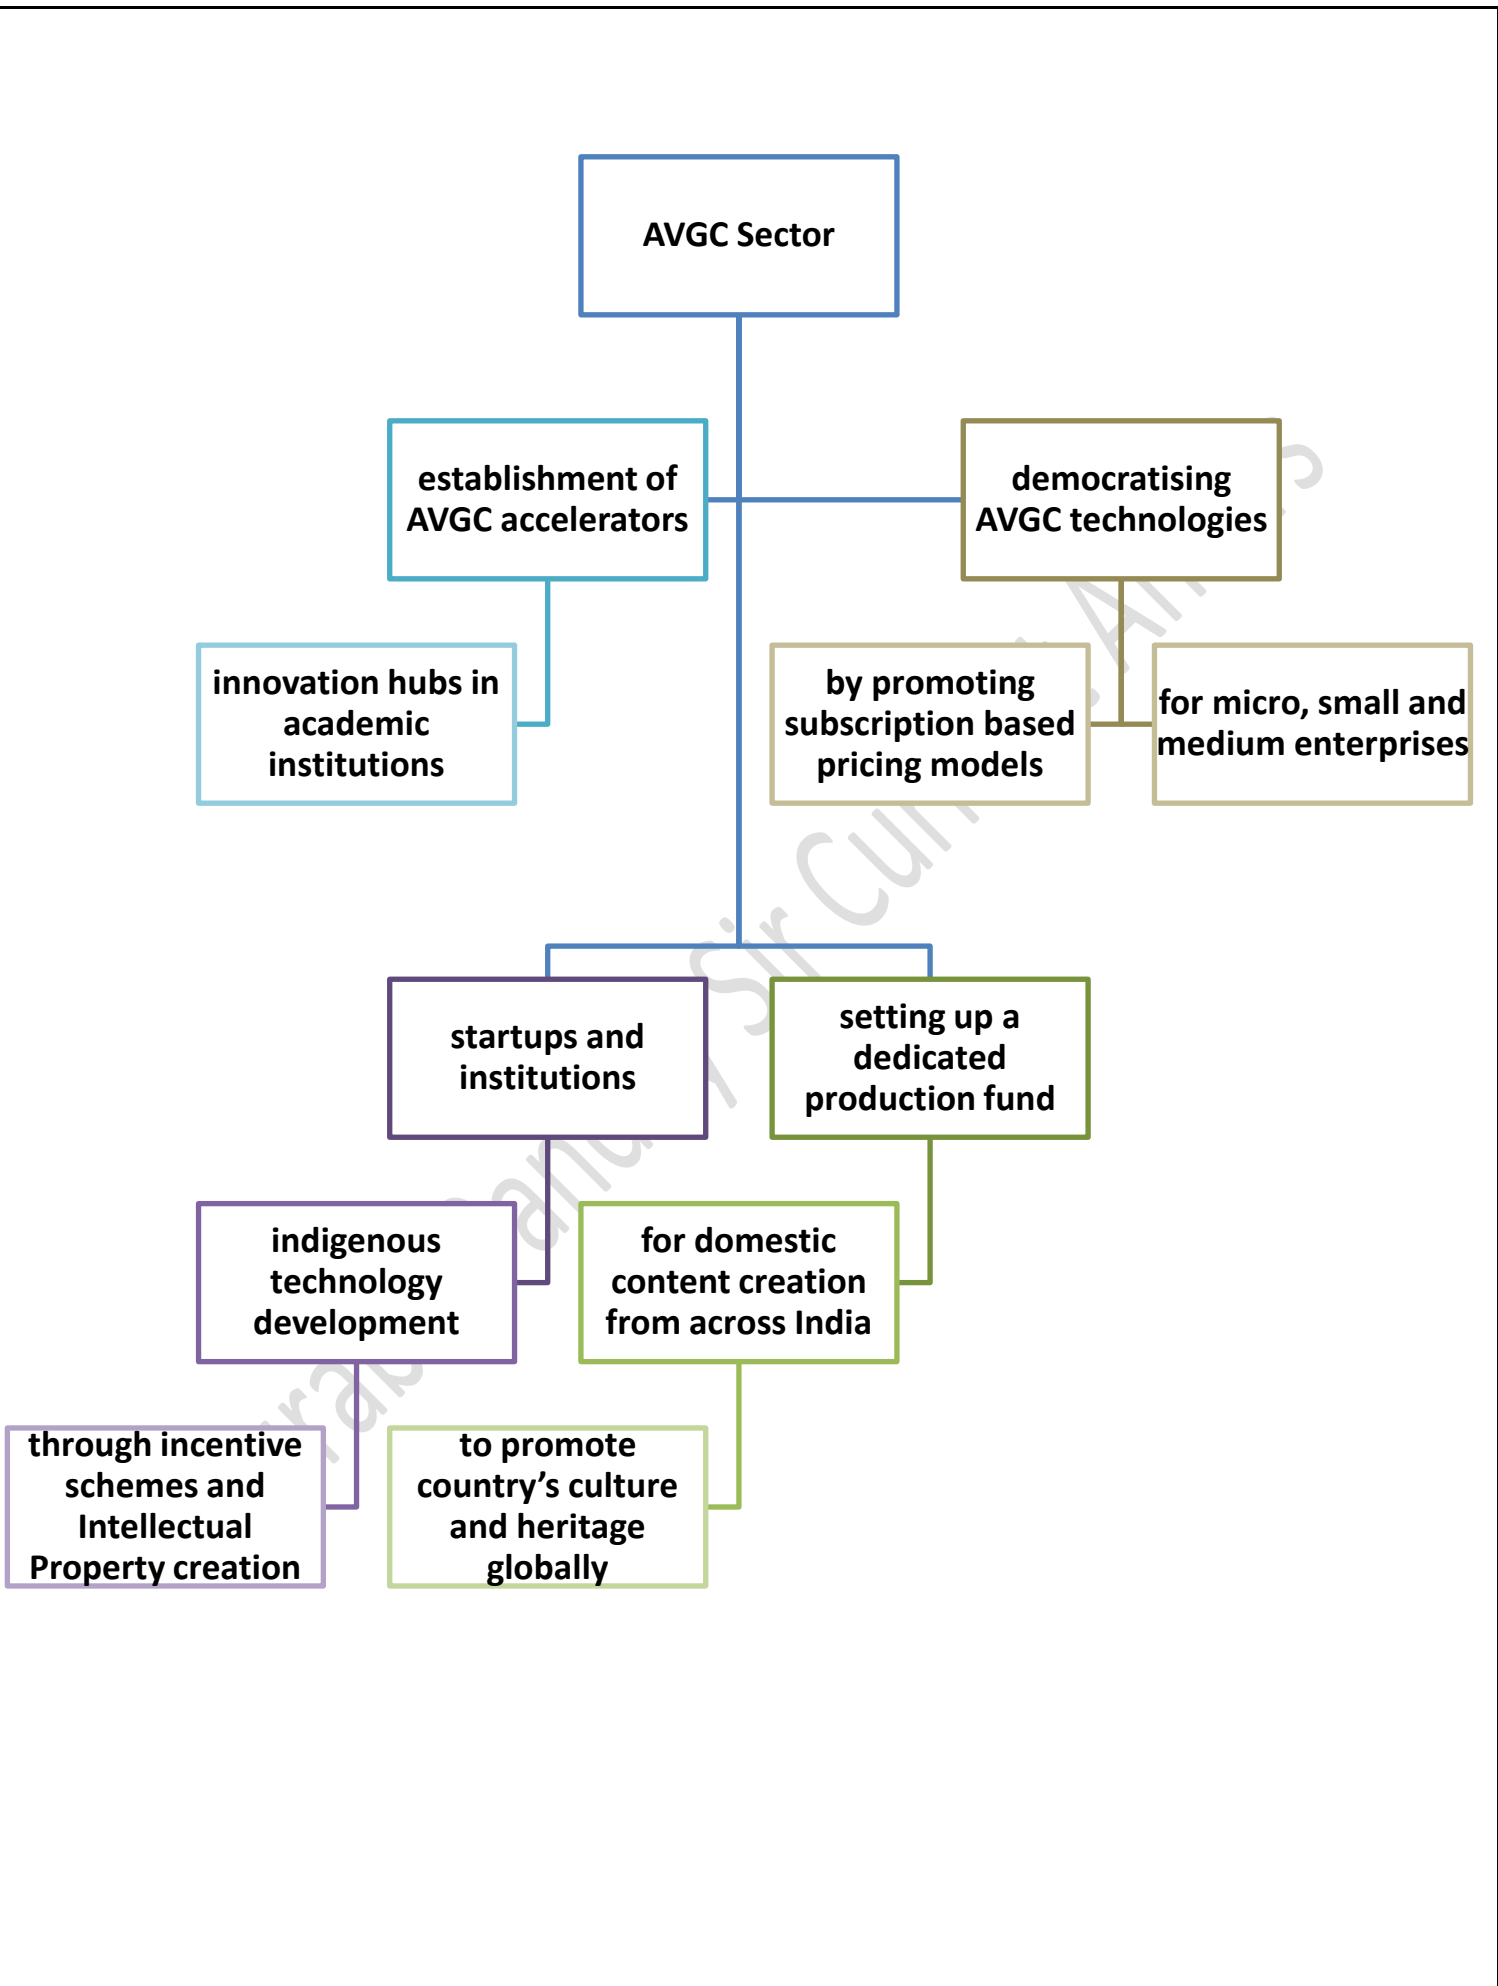 AVGC Sector
establishment of
AVGC accelerators
democratising
AVGC technologies
innovation hubs in
academic
institutions
by promoting
subscription based
pricing models
for micro, small and
medium enterprises
startups and
institutions
setting up a
dedicated
production fund
indigenous
technology
development
for domestic
content creation
from across India
through incentive
schemes and
Intellectual
Property creation
to promote
country’s culture
and heritage
globally
Sir